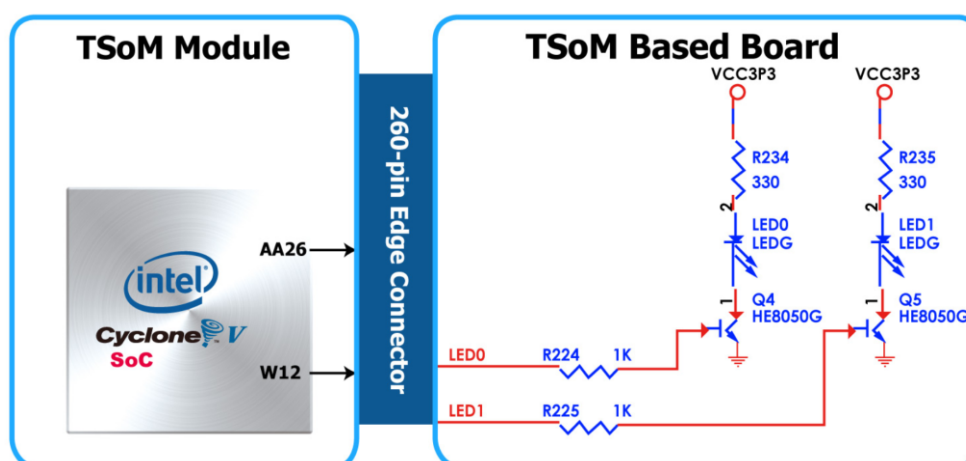 TSoM Module
intel
Cyclone V
SoC
AA26
W12
260-pin Edge Connector
TSoM Based Board
VCC3P3
VCC3P3
R234
330
R235
330
2
LED0
LEDG
2
LED1
LEDG
1
Q4
HE8050G
1
Q5
HE8050G
LED0
R224
1K
LED1
R225
1K